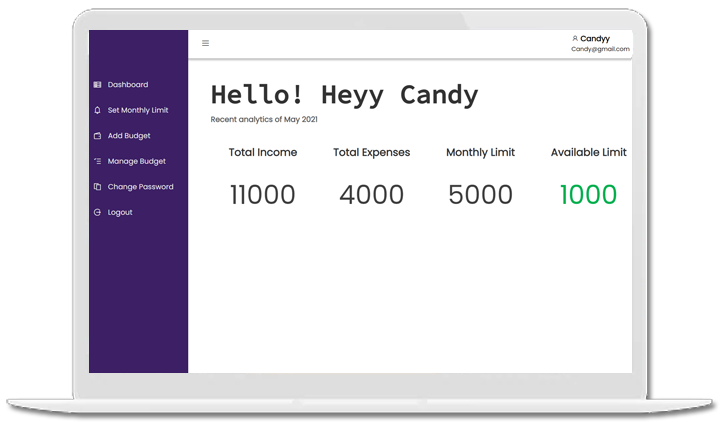 Candyy
Candy@gmail.com
Dashboard
Set Monthly Limit
Add Budget
Manage Budget
Change Password
Logout
Hello! Heyy Candy
Recent analytics of May 2021
Total Income
Total Expenses
Monthly Limit
Available Limit
11000
4000
5000
1000